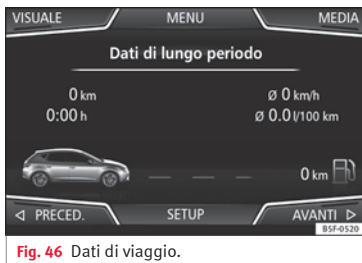 VISUALE MENU MEDIA
Dati di lungo periodo
0 km ø 0 km/h
0:00 h ø 0.0 l/100 km
0 km
◁ PRECED. SETUP AVANTI ▷
BSF-0520
Fig. 46 Dati di viaggio.